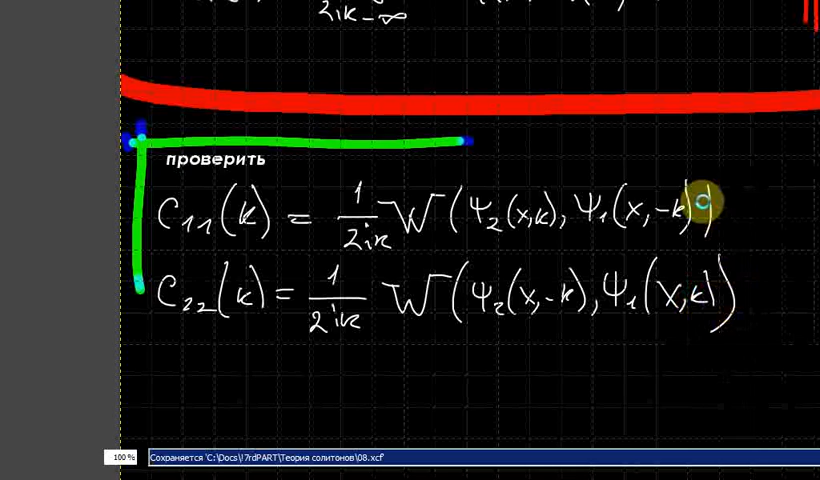 2ik -∞
проверить
C₁₁(k) = 1/2ik W(Ψ₂(x,k), Ψ₁(x,-k))
C₂₂(k) = 1/2ik W(Ψ₂(x,-k), Ψ₁(x,k))
100 % Сохраняется 'C:\Docs\!7rdPART\Теория солитонов\08.xcf'